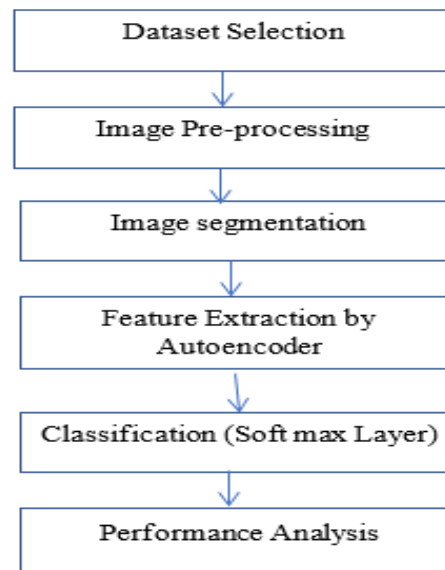 Dataset Selection
Image Pre-processing
Image segmentation
Feature Extraction by
Autoencoder
Classification (Soft max Layer)
Performance Analysis